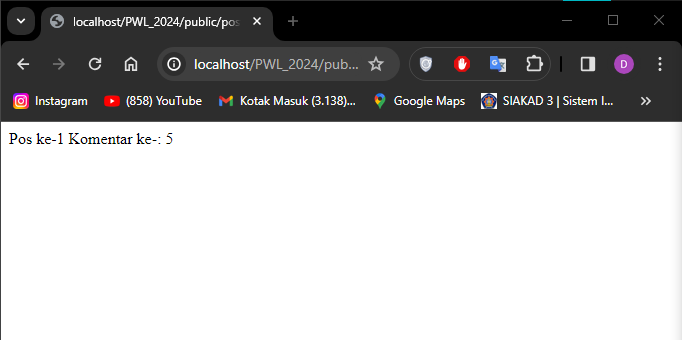 localhost/PWL_2024/public/pos
localhost/PWL_2024/pub...
D
Instagram (858) YouTube Kotak Masuk (3.138)... Google Maps SIAKAD 3 | Sistem I...
Pos ke-1 Komentar ke-: 5